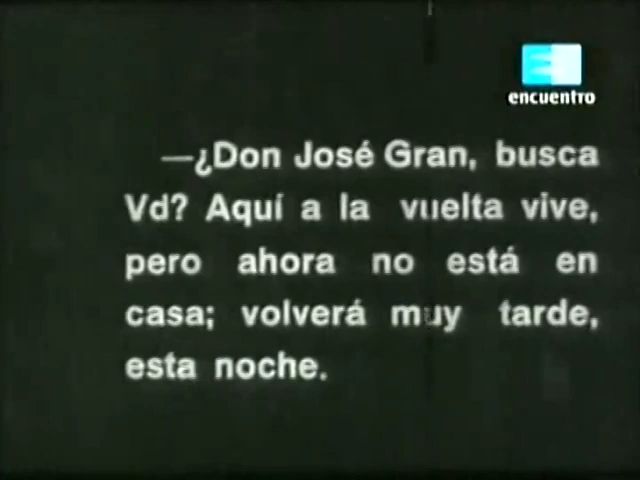 encuentro
—¿Don José Gran, busca
Vd? Aquí a la vuelta vive,
pero ahora no está en
casa; volverá muy tarde,
esta noche.